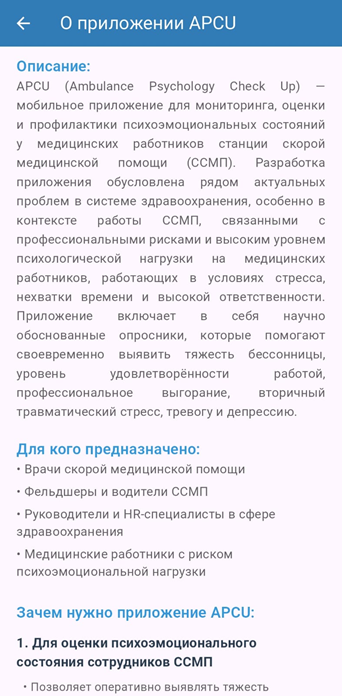 О приложении APCU
Описание:
APCU (Ambulance Psychology Check Up) —
мобильное приложение для мониторинга, оценки
и профилактики психоэмоциональных состояний
у медицинских работников станции скорой
медицинской помощи (ССМП). Разработка
приложения обусловлена рядом актуальных
проблем в системе здравоохранения, особенно в
контексте работы ССМП, связанными с
профессиональными рисками и высоким уровнем
психологической нагрузки на медицинских
работников, работающих в условиях стресса,
нехватки времени и высокой ответственности.
Приложение включает в себя научно
обоснованные опросники, которые помогают
своевременно выявить тяжесть бессонницы,
уровень удовлетворённости работой,
профессиональное выгорание, вторичный
травматический стресс, тревогу и депрессию.
Для кого предназначено:
• Врачи скорой медицинской помощи
• Фельдшеры и водители ССМП
• Руководители и HR-специалисты в сфере
здравоохранения
• Медицинские работники с риском
психоэмоциональной нагрузки
Зачем нужно приложение APCU:
1. Для оценки психоэмоционального
состояния сотрудников ССМП
• Позволяет оперативно выявлять тяжесть